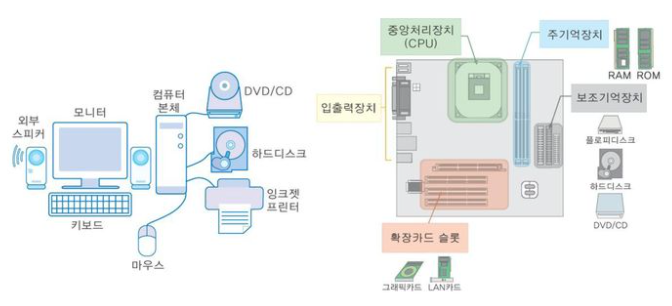 외부
스피커
모니터
컴퓨터
본체
DVD/CD
하드디스크
잉크젯
프린터
키보드
마우스
중앙처리장치
(CPU)
주기억장치
RAM ROM
입출력장치
보조기억장치
플로피디스크
하드디스크
DVD/CD
확장카드 슬롯
그래픽카드 LAN카드